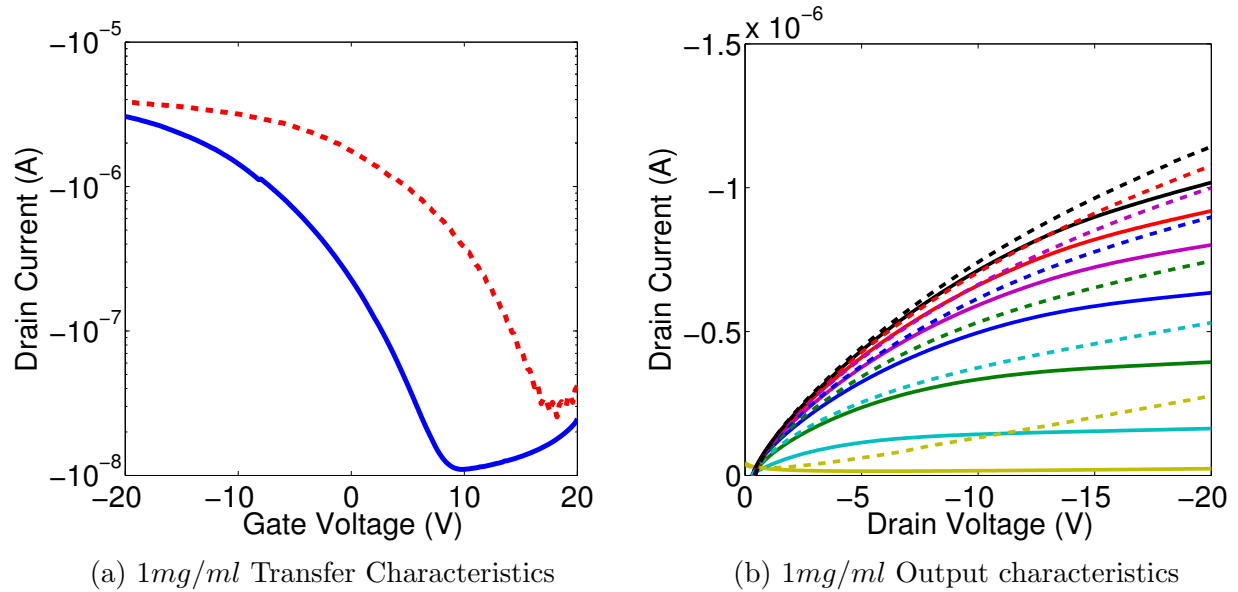 −10⁻⁵
−10⁻⁶
−10⁻⁷
−10⁻⁸
Drain Current (A)
−20 −10 0 10 20
Gate Voltage (V)
(a) 1mg/ml Transfer Characteristics
x 10⁻⁶
−1.5
−1
−0.5
0
Drain Current (A)
0 −5 −10 −15 −20
Drain Voltage (V)
(b) 1mg/ml Output characteristics